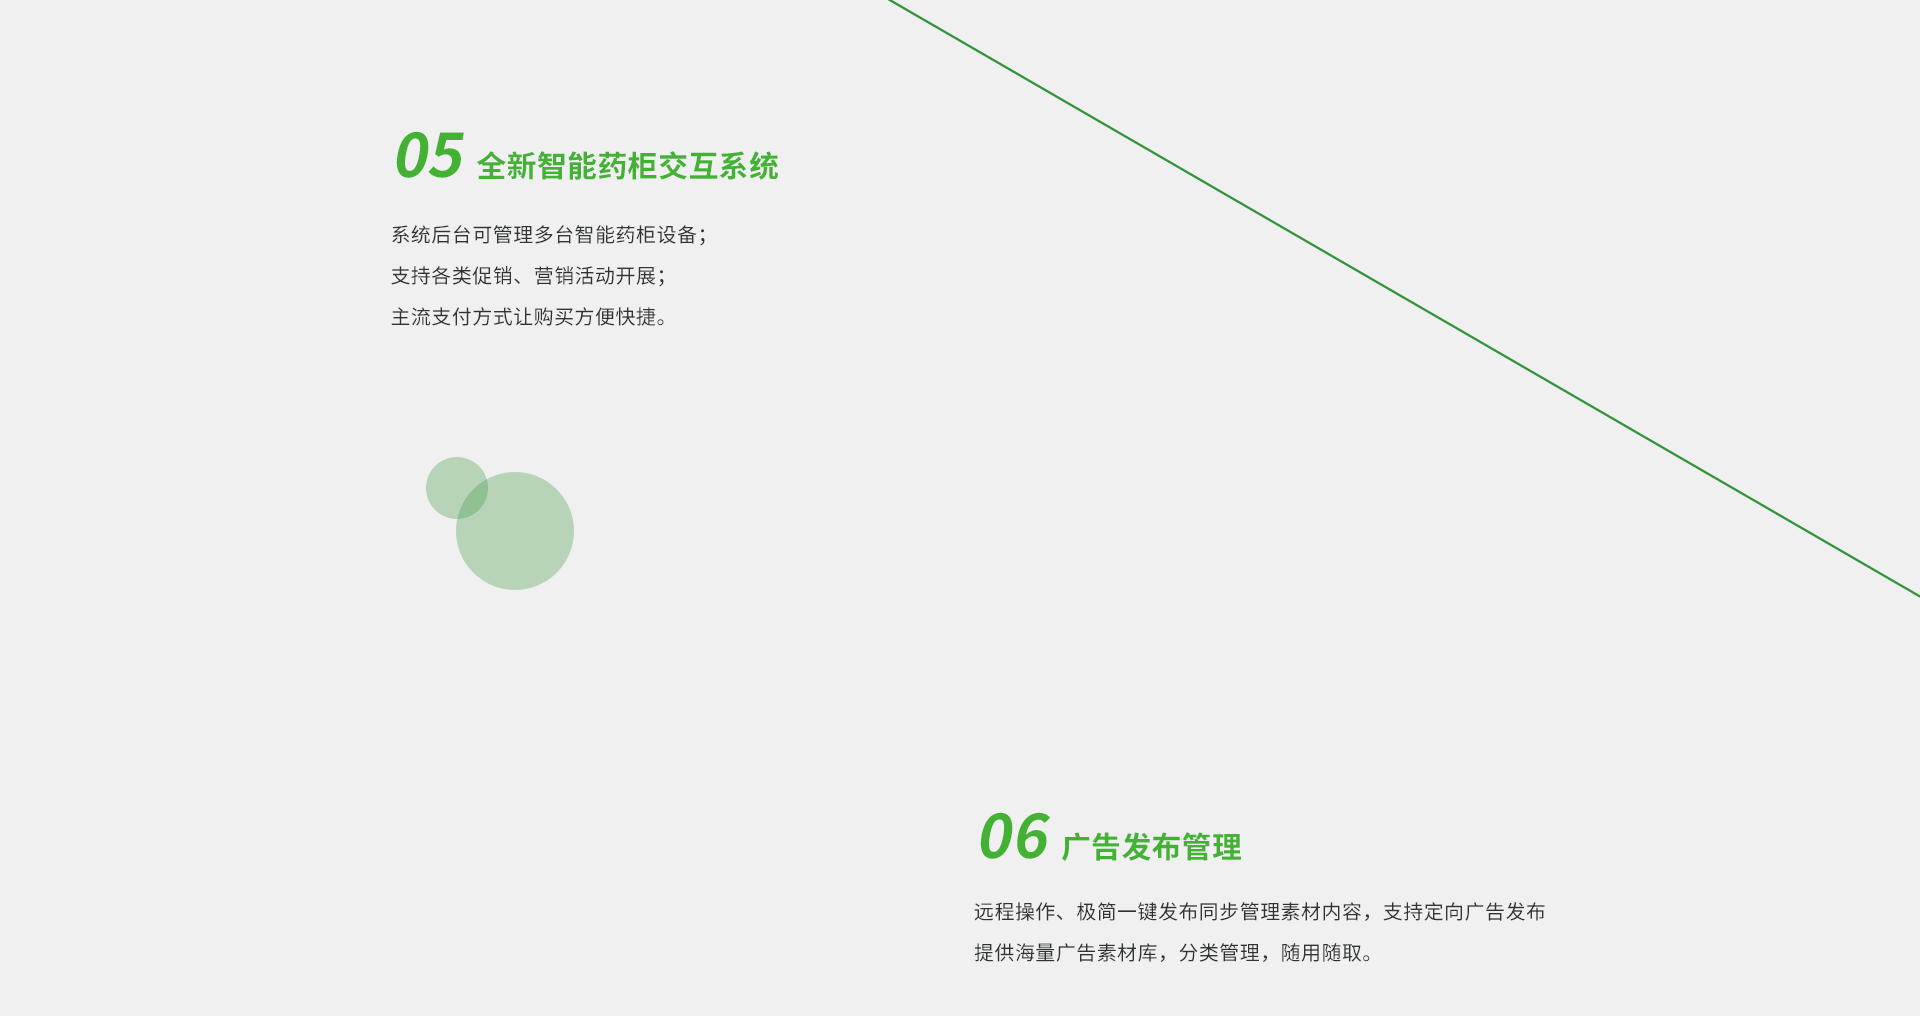 05 全新智能药柜交互系统
系统后台可管理多台智能药柜设备；
支持各类促销、营销活动开展；
主流支付方式让购买方便快捷。
06 广告发布管理
远程操作、极简一键发布同步管理素材内容，支持定向广告发布
提供海量广告素材库，分类管理，随用随取。